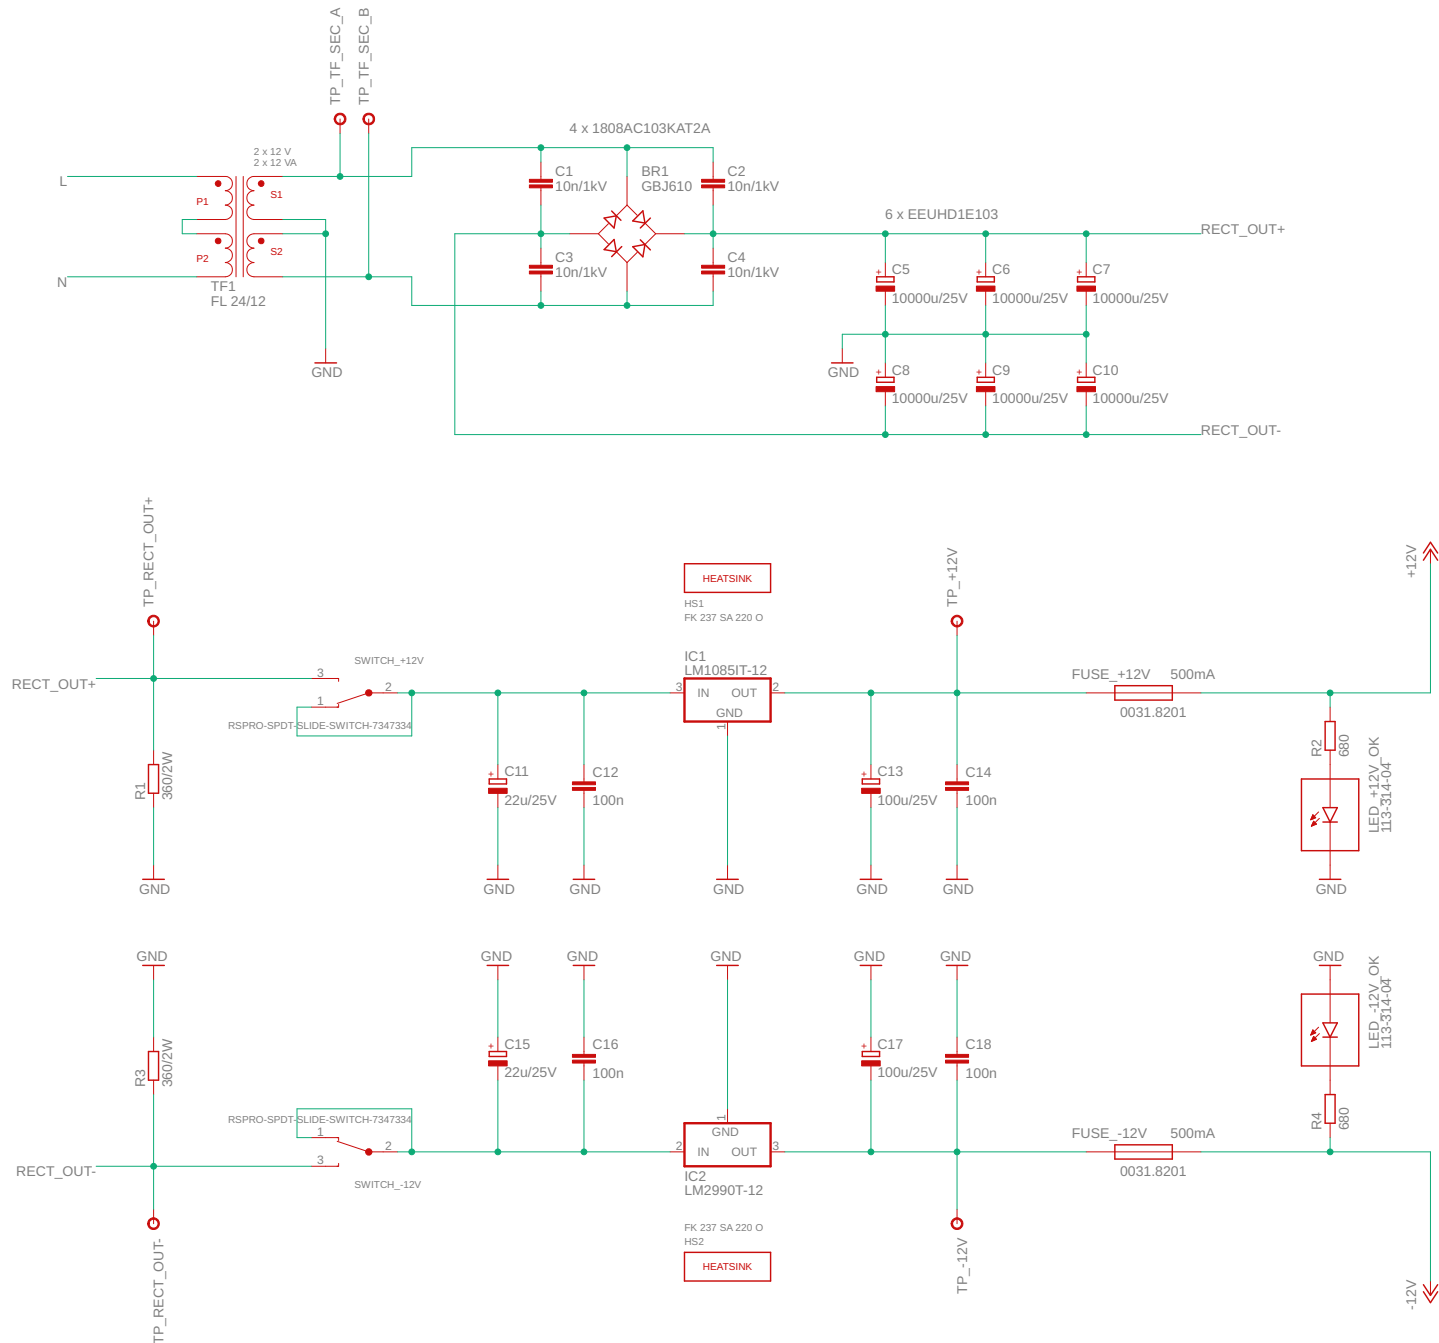 TP_TF_SEC_A
TP_TF_SEC_B
4 x 1808AC103KAT2A
2 x 12 V
2 x 12 VA
L
P1
S1
P2
S2
N
TF1
FL 24/12
GND
C1
10n/1kV
BR1
GBJ610
C2
10n/1kV
C3
10n/1kV
C4
10n/1kV
6 x EEUHD1E103
RECT_OUT+
C5
10000u/25V
C6
10000u/25V
C7
10000u/25V
GND
C8
10000u/25V
C9
10000u/25V
C10
10000u/25V
RECT_OUT-
TP_RECT_OUT+
RECT_OUT+
SWITCH_+12V
3
1
2
RSPRO-SPDT-SLIDE-SWITCH-7347334
R1
360/2W
GND
C11
22u/25V
GND
C12
100n
GND
HEATSINK
HS1
FK 237 SA 220 O
IC1
LM1085IT-12
3
IN
OUT
2
GND
1
GND
TP_+12V
C13
100u/25V
GND
C14
100n
GND
FUSE_+12V
500mA
0031.8201
+12V
R2
680
LED_+12V_OK
113-314-04
GND
GND
R3
360/2W
RECT_OUT-
TP_RECT_OUT-
RSPRO-SPDT-SLIDE-SWITCH-7347334
1
2
3
SWITCH_-12V
GND
C15
22u/25V
GND
C16
100n
GND
1
GND
2
IN
OUT
3
IC2
LM2990T-12
FK 237 SA 220 O
HS2
HEATSINK
GND
C17
100u/25V
GND
C18
100n
TP_-12V
FUSE_-12V
500mA
0031.8201
GND
LED_-12V_OK
113-314-04
R4
680
-12V